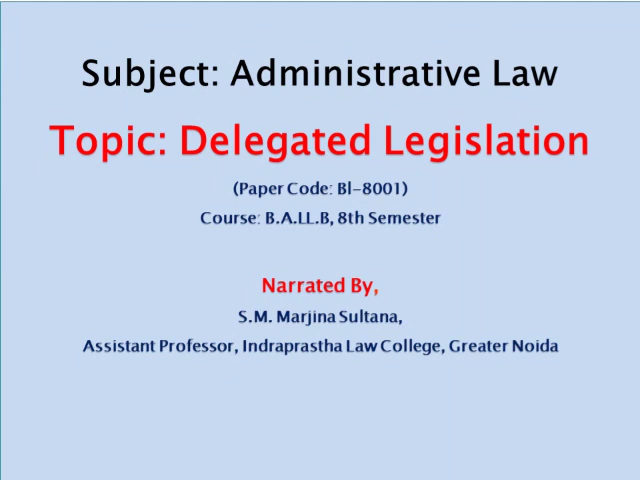 Subject: Administrative Law
Topic: Delegated Legislation
(Paper Code: Bl-8001)
Course: B.A.LL.B, 8th Semester
Narrated By,
S.M. Marjina Sultana,
Assistant Professor, Indraprastha Law College, Greater Noida